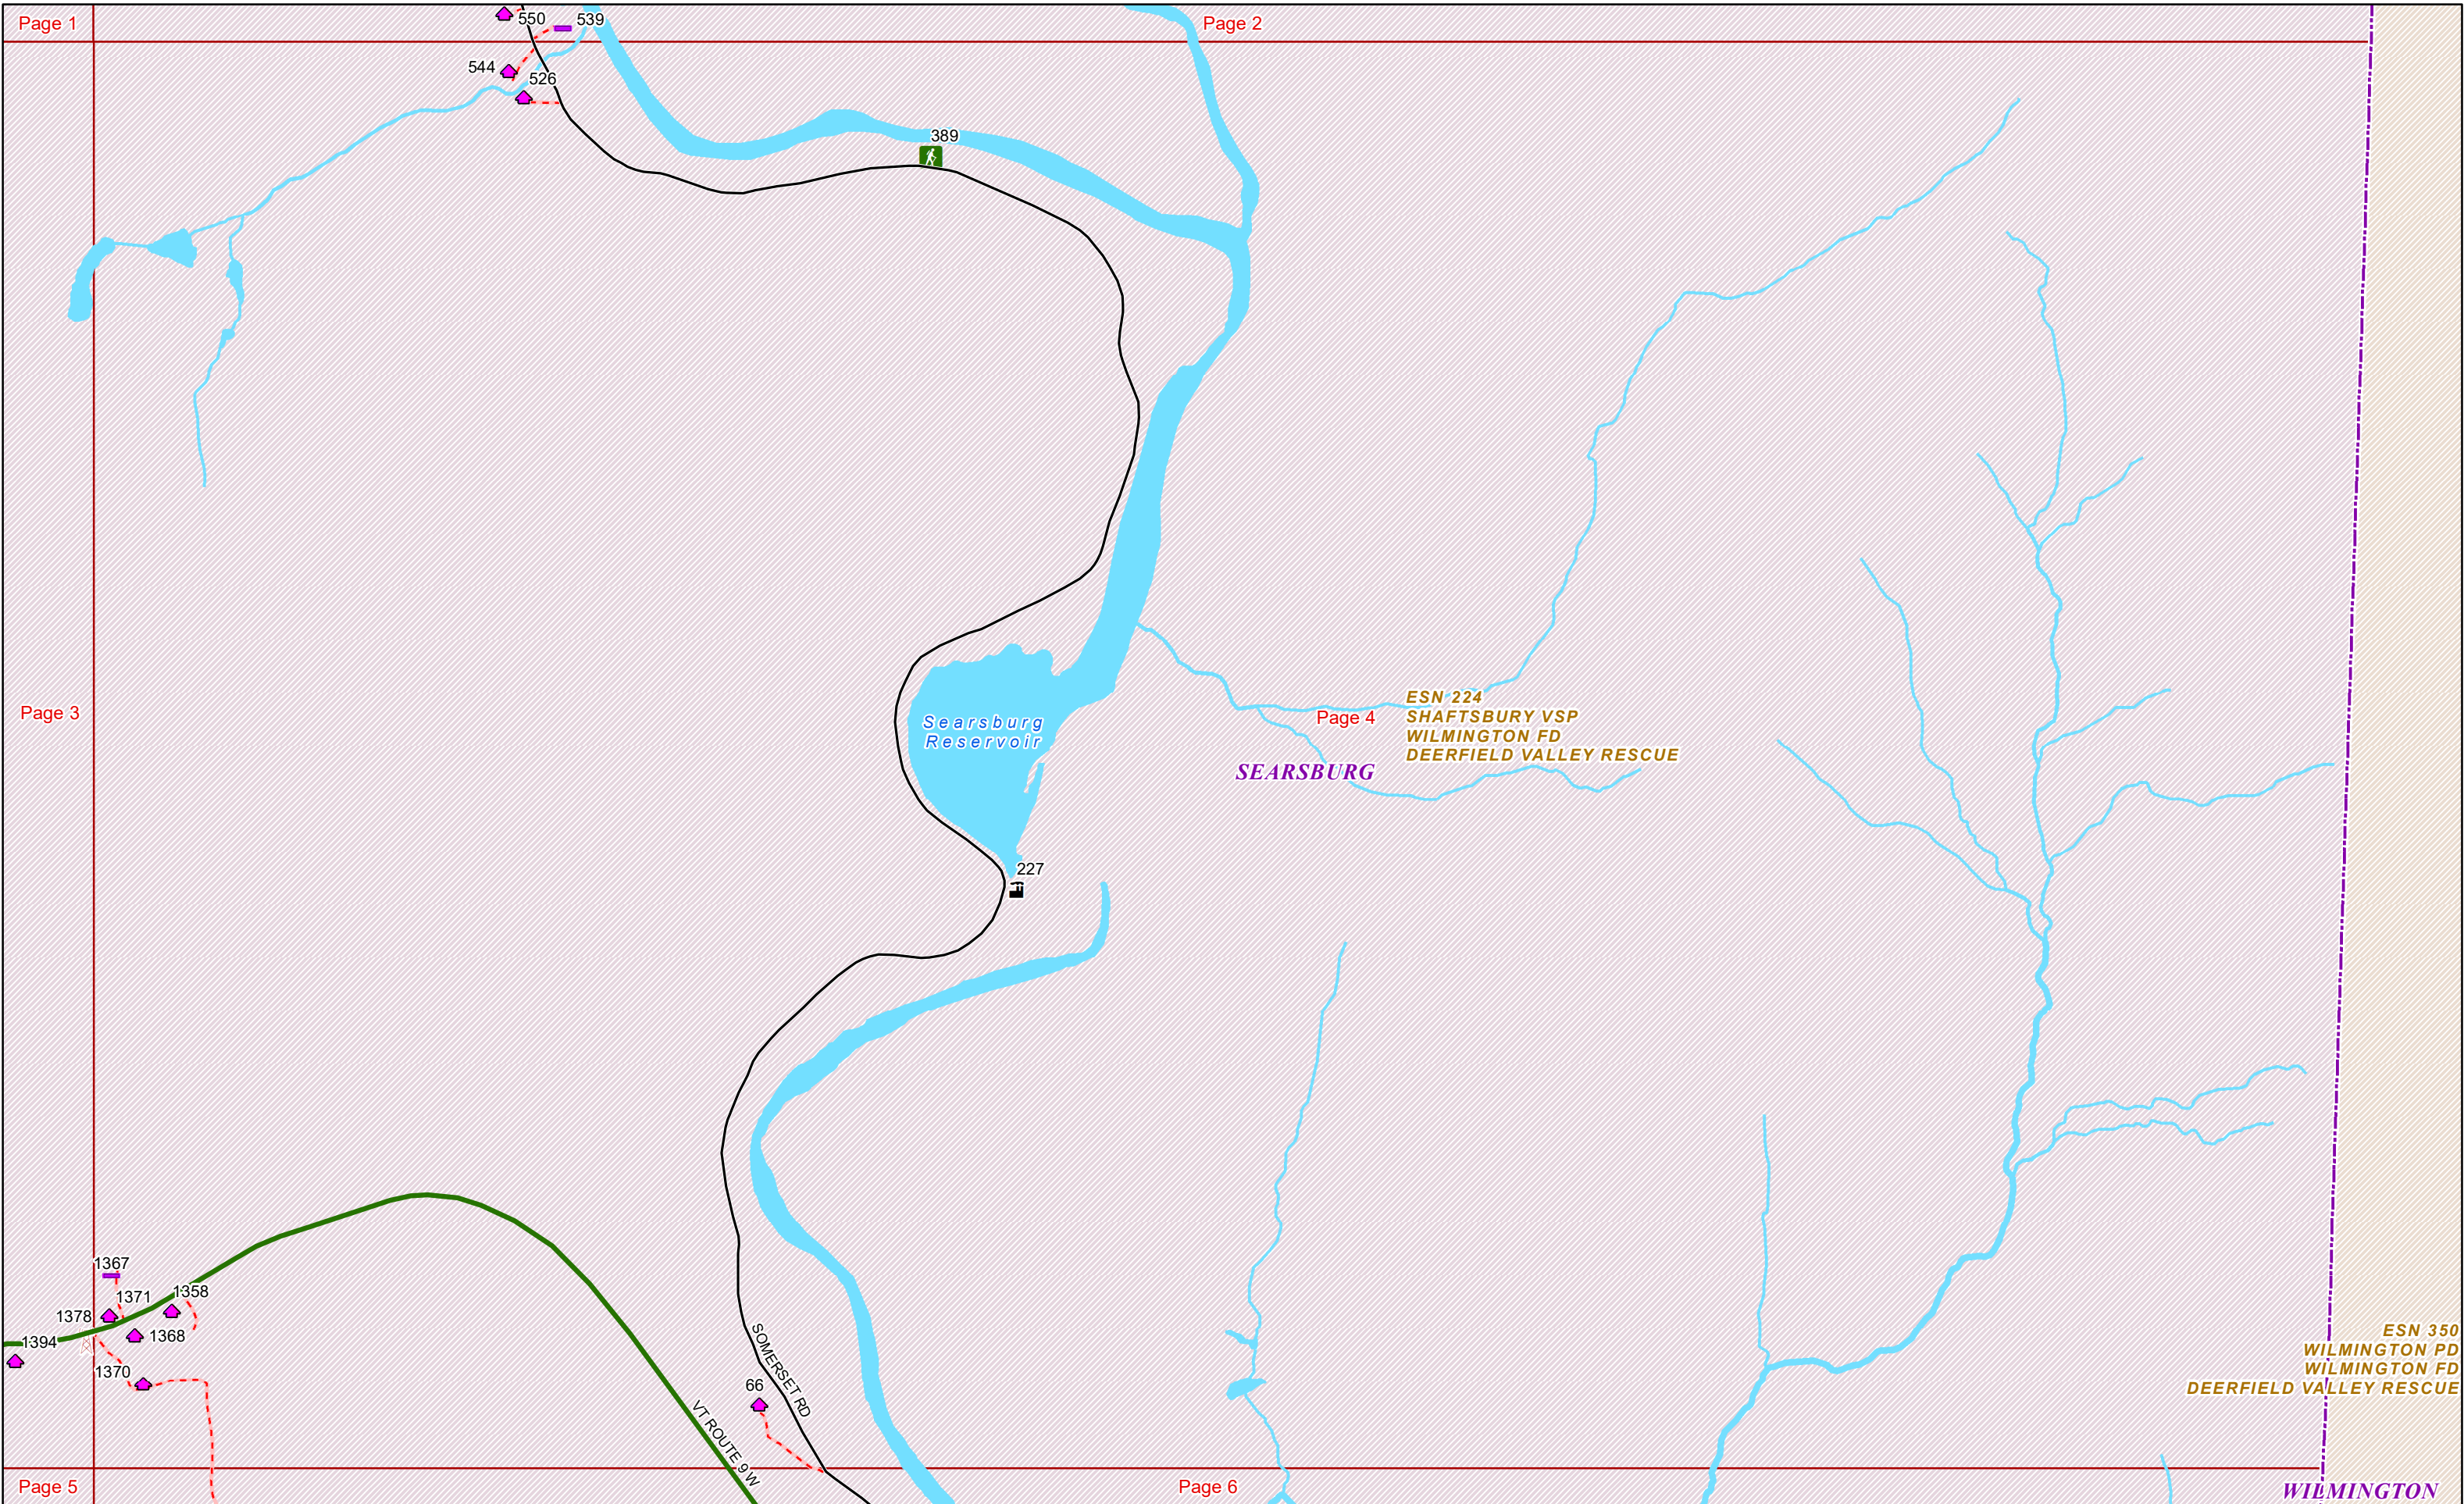 Page 1
550
539
Page 2
544
526
389
Page 3
Searsburg
Reservoir
Page 4
ESN 224
SHAFTSBURY VSP
WILMINGTON FD
DEERFIELD VALLEY RESCUE
SEARSBURG
227
1367
1371
1358
1378
1368
1394
1370
66
SOMERSET RD
VT ROUTE 9 W
ESN 350
WILMINGTON PD
WILMINGTON FD
DEERFIELD VALLEY RESCUE
Page 5
Page 6
WILMINGTON